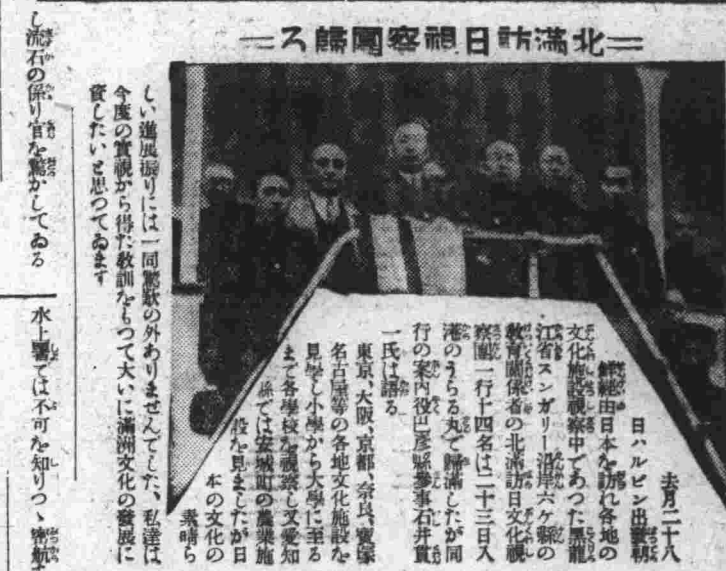 ＝北滿訪日視察團歸る＝
去月二十八
日ハルビン出發朝
鮮經由日本を訪れ各地の
文化施設視察中であつた黑龍
江省スンガリー沿岸六ケ縣の
教育關係者の北滿訪日文化視
察團一行十四名は二十三日入
港のうらる丸で歸滿したが同
行の案内役巴彥縣參事石井貫
一氏は語る
東京、大阪、京都、奈良、寶塚
名古屋等の各地文化施設を
見學し小學から大學に至る
まで各學校を視察し又愛知
縣では安城町の農業施
設を見ましたが日
本の文化の
素晴ら
しい進展振りには一同驚歎の外ありませんでした、私達は
今度の實視から得た教訓をもつて大いに滿洲文化の發展に
資したいと思つてゐます
し流石の係り官を驚かしてゐる
水上署では不可を知りつゝ密航